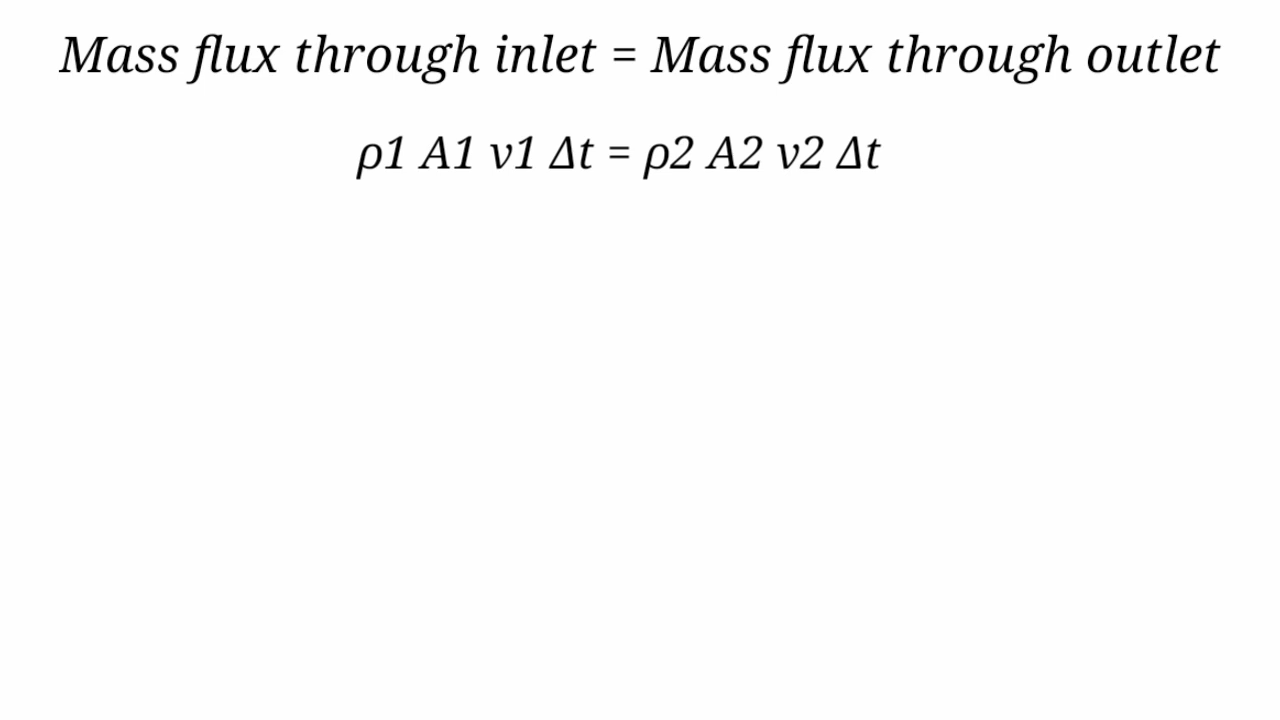 Mass flux through inlet = Mass flux through outlet
ρ1 A1 v1 Δt = ρ2 A2 v2 Δt